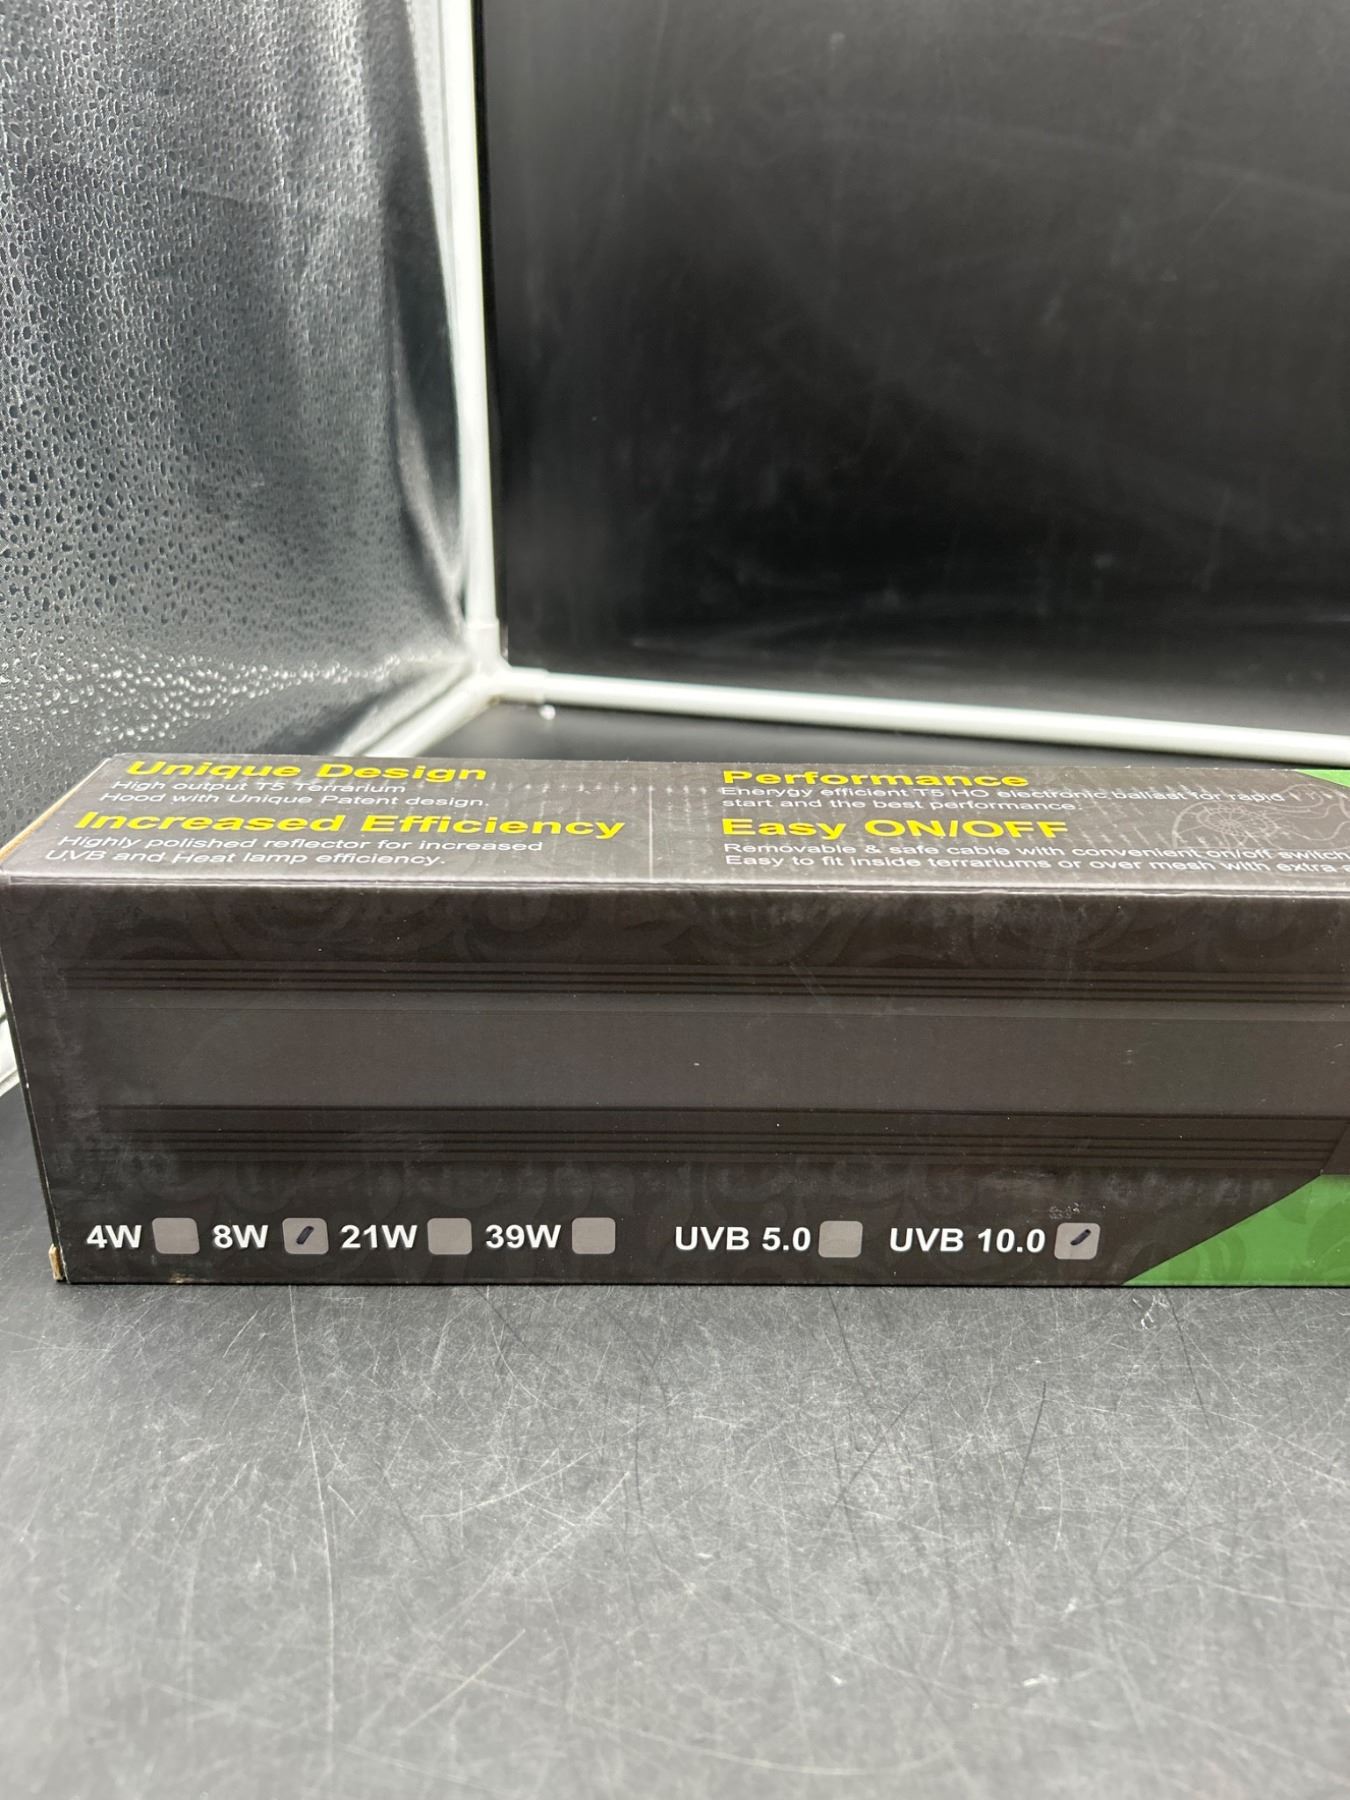 Unique Design
High output T5 Terrarium
Hood with Unique Patent design.
Increased Efficiency
Highly polished reflector for increased
UVB and Heat lamp efficiency.
Performance
Enerygy efficient T5 HO electronic ballast for rapid
start and the best performance.
Easy ON/OFF
Removable & safe cable with convenient on/off switch
Easy to fit inside terrariums or over mesh with extra
4W 8W 21W 39W UVB 5.0 UVB 10.0